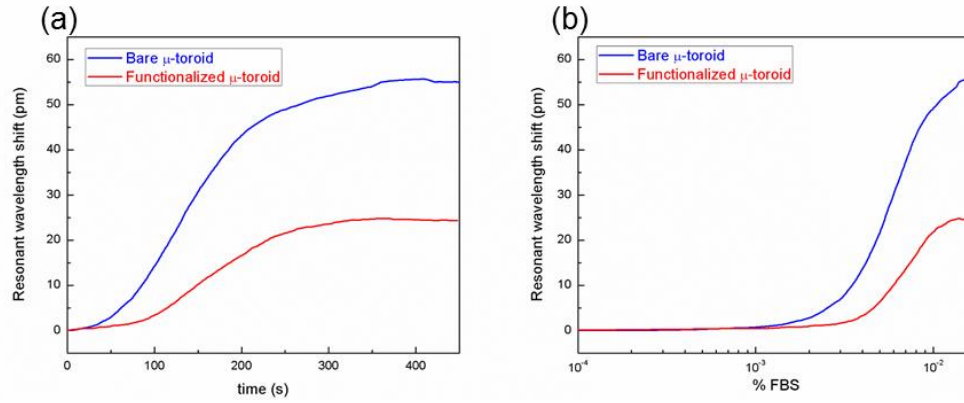 (a)
Bare μ-toroid
Functionalized μ-toroid
Resonant wavelength shift (pm)
60
50
40
30
20
10
0
0 100 200 300 400
time (s)
(b)
Bare μ-toroid
Functionalized μ-toroid
Resonant wavelength shift (pm)
60
50
40
30
20
10
0
10⁻⁴ 10⁻³ 10⁻²
% FBS